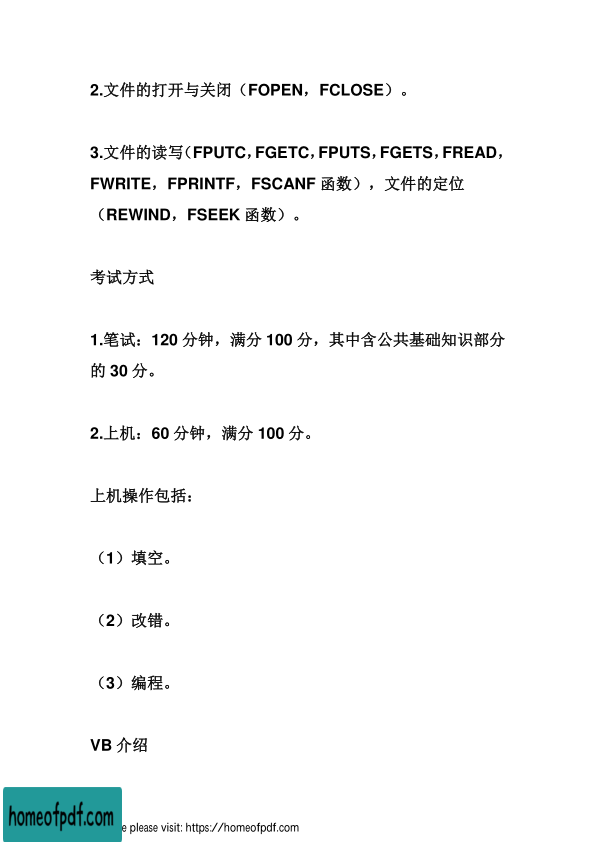 2.文件的打开与关闭（FOPEN，FCLOSE）。
3.文件的读写（FPUTC，FGETC，FPUTS，FGETS，FREAD，
FWRITE，FPRINTF，FSCANF 函数），文件的定位
（REWIND，FSEEK 函数）。
考试方式
1.笔试：120 分钟，满分 100 分，其中含公共基础知识部分
的 30 分。
2.上机：60 分钟，满分 100 分。
上机操作包括：
（1）填空。
（2）改错。
（3）编程。
VB 介绍
homeofpdf.com
please visit: https://homeofpdf.com